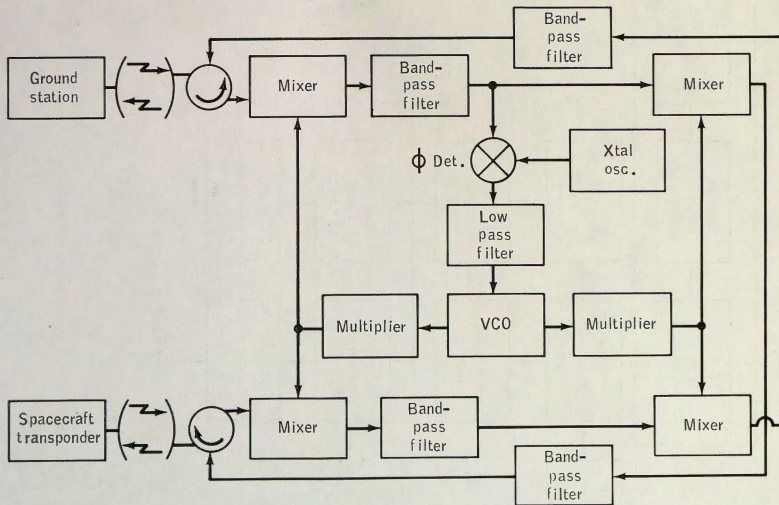 Band-
pass
filter
Ground
station
Mixer
Band-
pass
filter
Mixer
ϕ Det.
Xtal
osc.
Low
pass
filter
Multiplier
VCO
Multiplier
Spacecraft
transponder
Mixer
Band-
pass
filter
Mixer
Band-
pass
filter